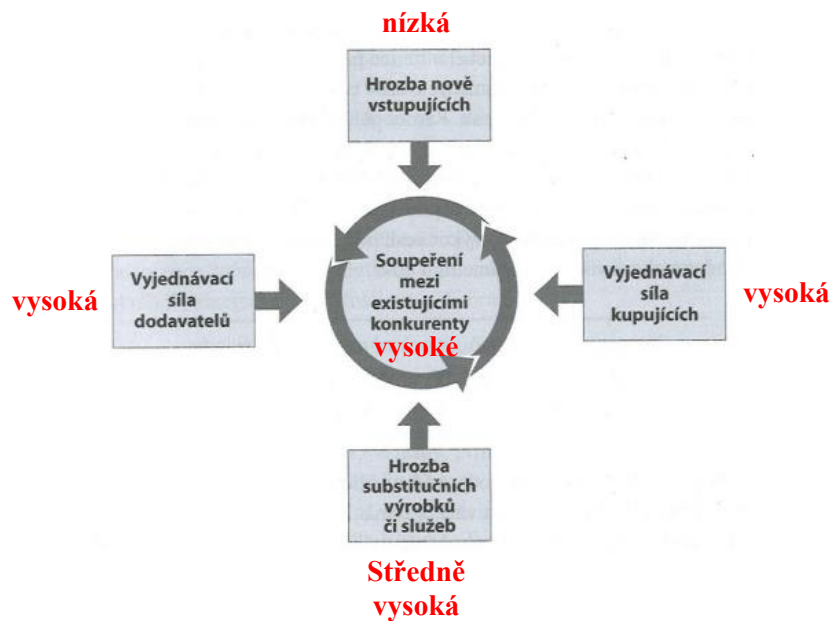 nízká
Hrozba nově
vstupujících
vysoká
Vyjednávací
síla
dodavatelů
Soupeření
mezi
existujícími
konkurenty
vysoké
Vyjednávací
síla
kupujících
vysoká
Hrozba
substitučních
výrobků
či služeb
Středně
vysoká